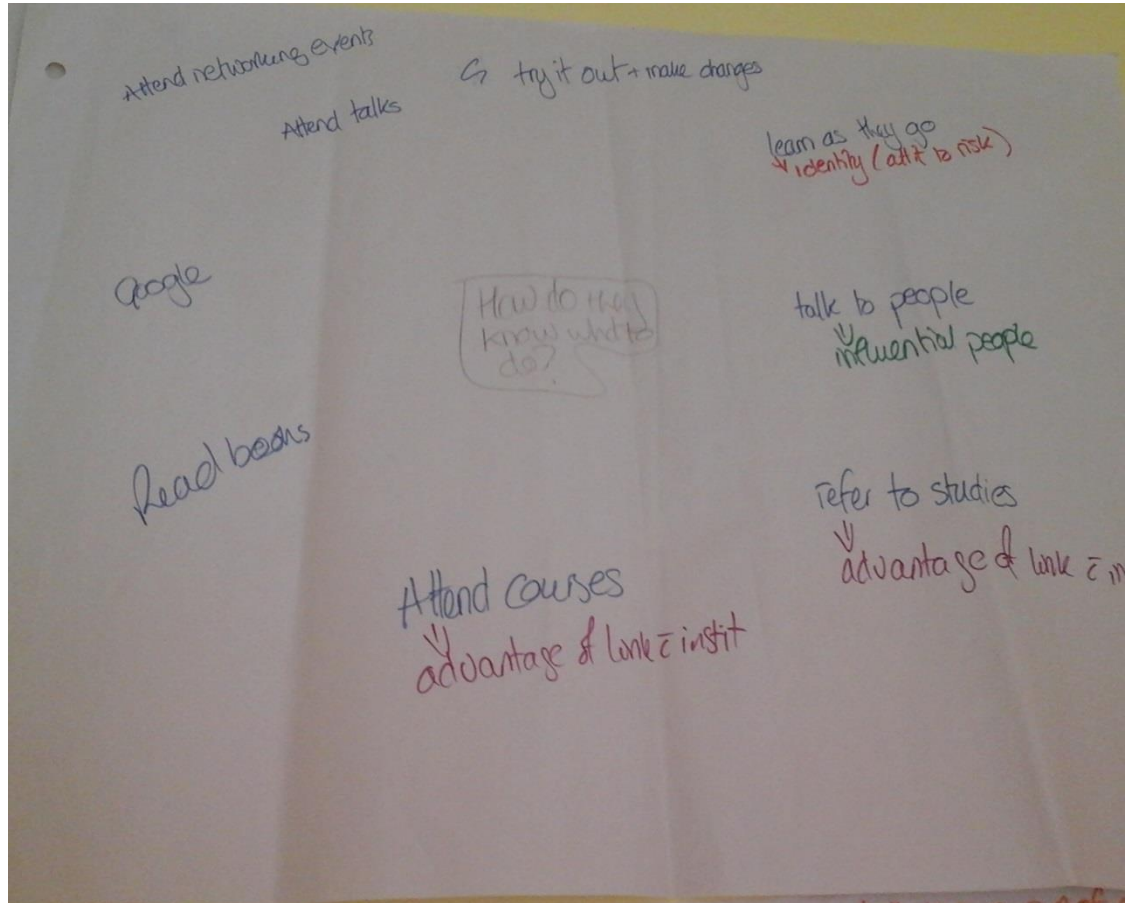 Attend networking events
↳ try it out + make changes
Attend talks
learn as they go
↓ identity (att to risk)
Google
How do they
know what to
do?
talk to people
⇓
influential people
Read books
refer to studies
⇓
advantage of link c̄ in
Attend courses
⇓
advantage of link c̄ instit